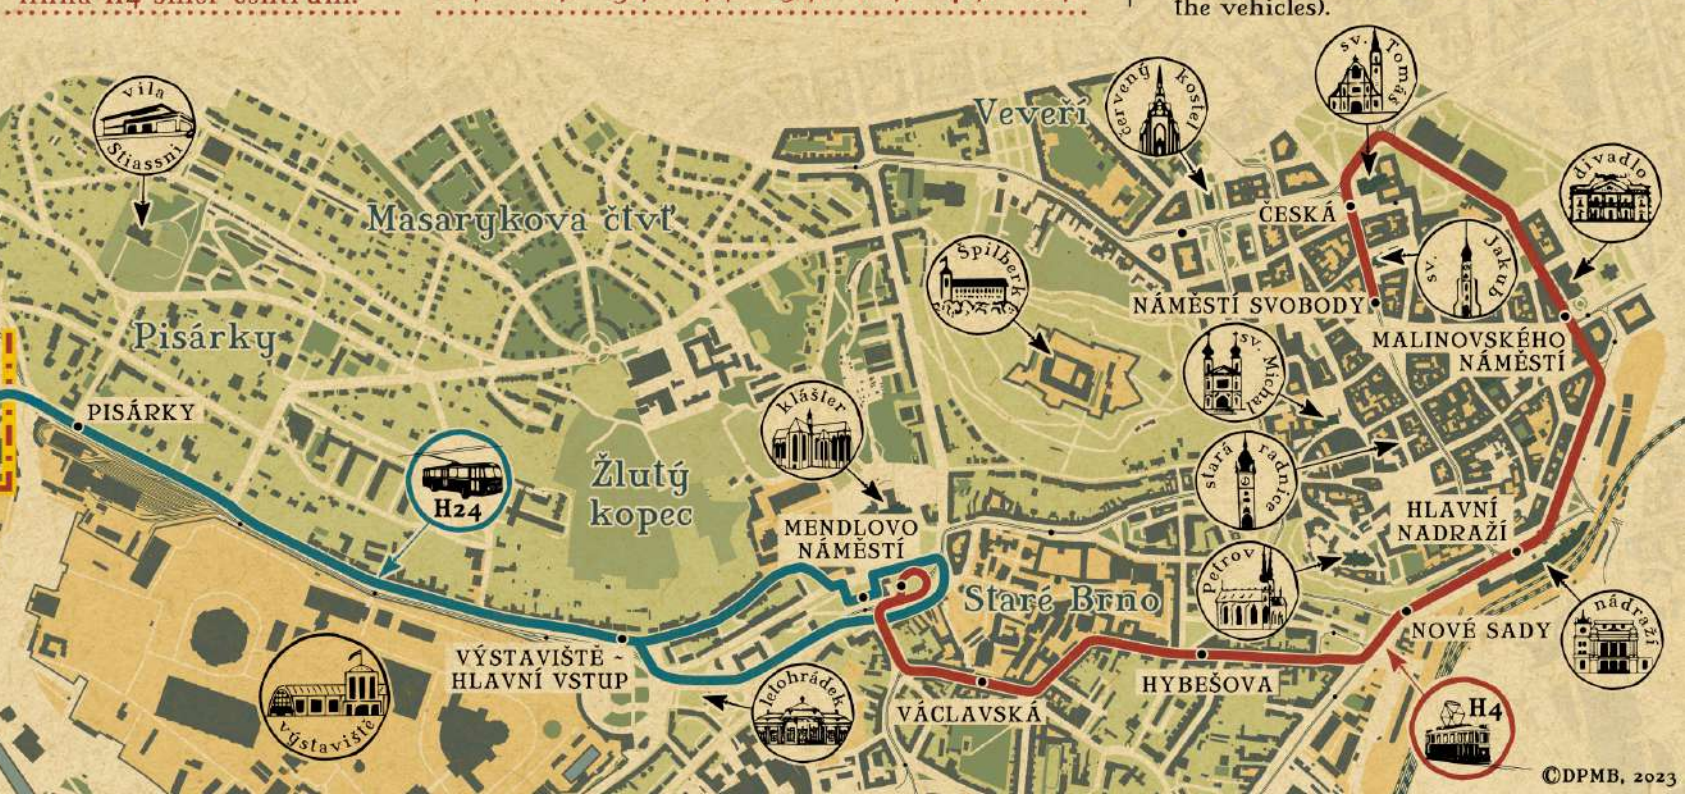 the vehicles).
vila
Stiassni
Veveří
červený kostel
sv. Tomáš
divadlo
Masarykova čtvť
ČESKÁ
sv. Jakub
Špilberk
NÁMĚSTÍ SVOBODY
Pisárky
MALINOVSKÉHO
NÁMĚSTÍ
sv. Michal
PISÁRKY
klášter
stará radnice
H24
Žlutý
kopec
MENDLOVO
NÁMĚSTÍ
HLAVNÍ
NADRAŽÍ
Petrov
Staré Brno
nádraží
NOVÉ SADY
VÝSTAVIŠTĚ -
HLAVNÍ VSTUP
HYBEŠOVA
výstaviště
letohrádek
VÁCLAVSKÁ
H4
©DPMB, 2023